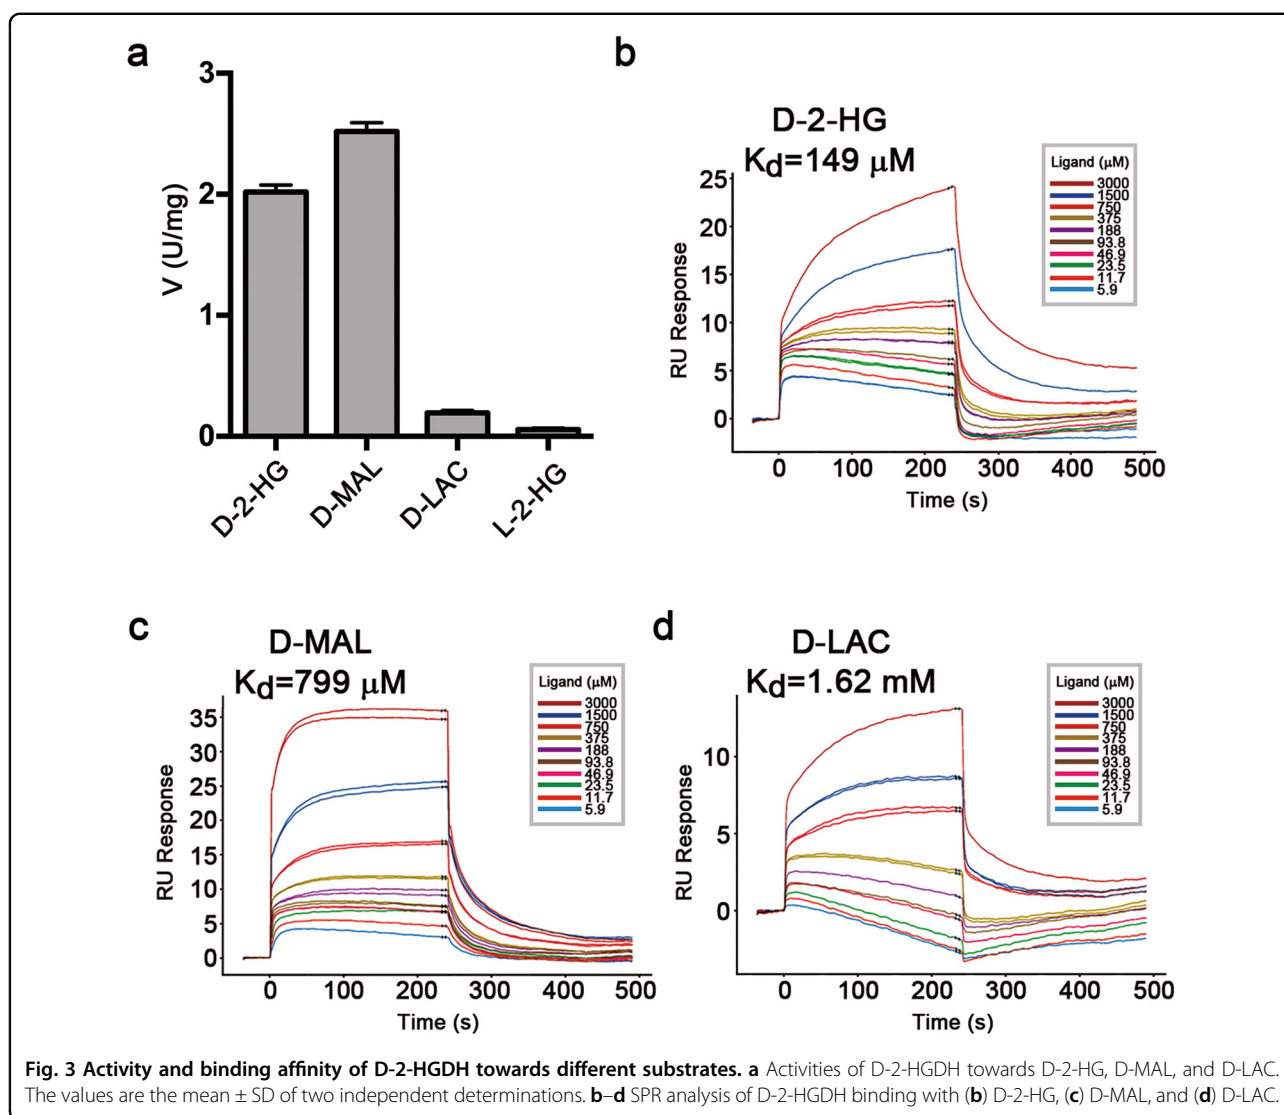 a
3
2
1
0
V (U/mg)
D-2-HG
D-MAL
D-LAC
L-2-HG
b
D-2-HG
Kd=149 μM
Ligand (μM)
3000
1500
750
375
188
93.8
46.9
23.5
11.7
5.9
25
20
15
10
5
0
RU Response
0 100 200 300 400 500
Time (s)
c
D-MAL
Kd=799 μM
Ligand (μM)
3000
1500
750
375
188
93.8
46.9
23.5
11.7
5.9
35
30
25
20
15
10
5
0
RU Response
0 100 200 300 400 500
Time (s)
d
D-LAC
Kd=1.62 mM
Ligand (μM)
3000
1500
750
375
188
93.8
46.9
23.5
11.7
5.9
10
5
0
RU Response
0 100 200 300 400 500
Time (s)
Fig. 3 Activity and binding affinity of D-2-HGDH towards different substrates. a Activities of D-2-HGDH towards D-2-HG, D-MAL, and D-LAC.
The values are the mean ± SD of two independent determinations. b–d SPR analysis of D-2-HGDH binding with (b) D-2-HG, (c) D-MAL, and (d) D-LAC.